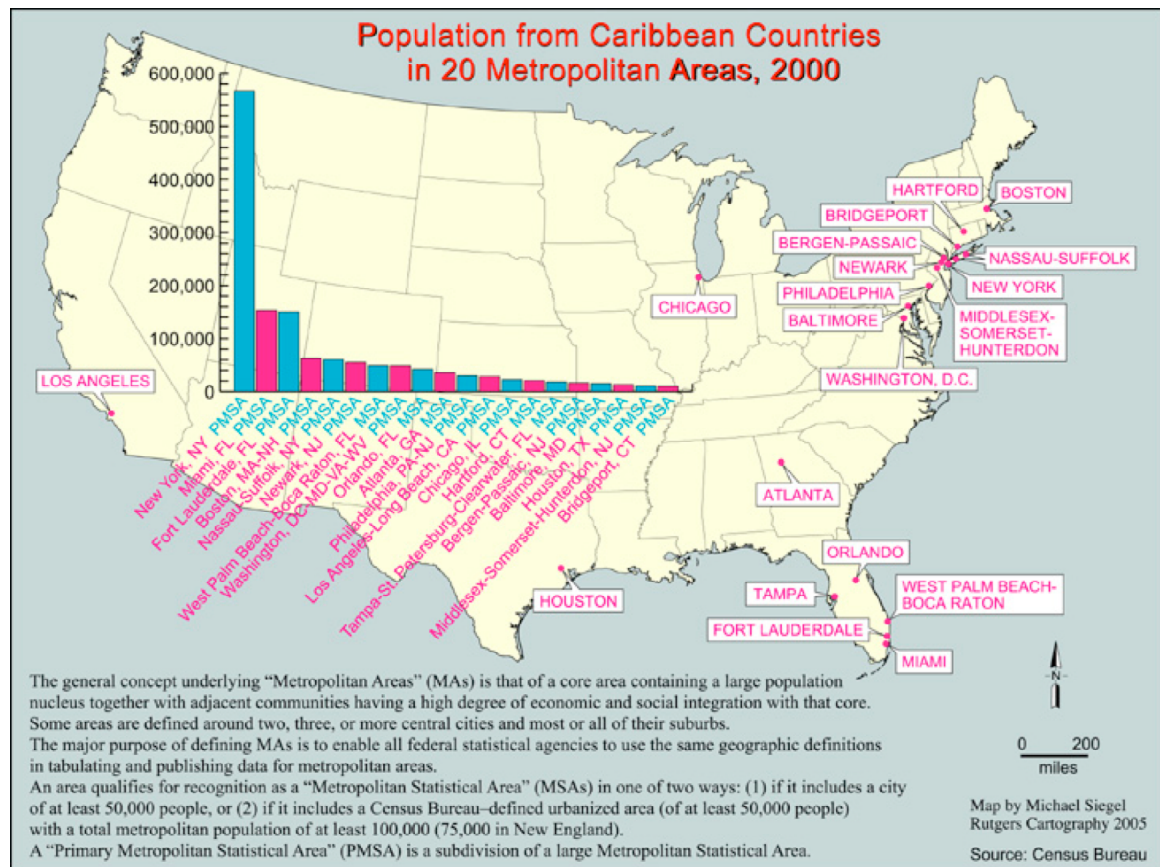 Population from Caribbean Countries
in 20 Metropolitan Areas, 2000
600,000
500,000
400,000
300,000
200,000
100,000
0
New York, NY PMSA
Miami, FL PMSA
Fort Lauderdale, FL PMSA
Boston, MA-NH PMSA
Nassau-Suffolk, NY PMSA
Newark, NJ PMSA
West Palm Beach-Boca Raton, FL MSA
Washington, DC-MD-VA-WV PMSA
Orlando, FL MSA
Atlanta, GA MSA
Philadelphia, PA-NJ PMSA
Los Angeles-Long Beach, CA PMSA
Chicago, IL PMSA
Hartford, CT MSA
Tampa-St. Petersburg-Clearwater, FL MSA
Bergen-Passaic, NJ PMSA
Baltimore, MD PMSA
Houston, TX PMSA
Middlesex-Somerset-Hunterdon, NJ PMSA
Bridgeport, CT PMSA
HARTFORD
BOSTON
BRIDGEPORT
BERGEN-PASSAIC
NASSAU-SUFFOLK
NEWARK
NEW YORK
PHILADELPHIA
CHICAGO
BALTIMORE
MIDDLESEX-
SOMERSET-
HUNTERDON
WASHINGTON, D.C.
LOS ANGELES
ATLANTA
ORLANDO
HOUSTON
TAMPA
WEST PALM BEACH-
BOCA RATON
FORT LAUDERDALE
MIAMI
N
0 200
miles
The general concept underlying “Metropolitan Areas” (MAs) is that of a core area containing a large population
nucleus together with adjacent communities having a high degree of economic and social integration with that core.
Some areas are defined around two, three, or more central cities and most or all of their suburbs.
The major purpose of defining MAs is to enable all federal statistical agencies to use the same geographic definitions
in tabulating and publishing data for metropolitan areas.
An area qualifies for recognition as a “Metropolitan Statistical Area” (MSAs) in one of two ways: (1) if it includes a city
of at least 50,000 people, or (2) if it includes a Census Bureau–defined urbanized area (of at least 50,000 people)
with a total metropolitan population of at least 100,000 (75,000 in New England).
A “Primary Metropolitan Statistical Area” (PMSA) is a subdivision of a large Metropolitan Statistical Area.
Map by Michael Siegel
Rutgers Cartography 2005
Source: Census Bureau